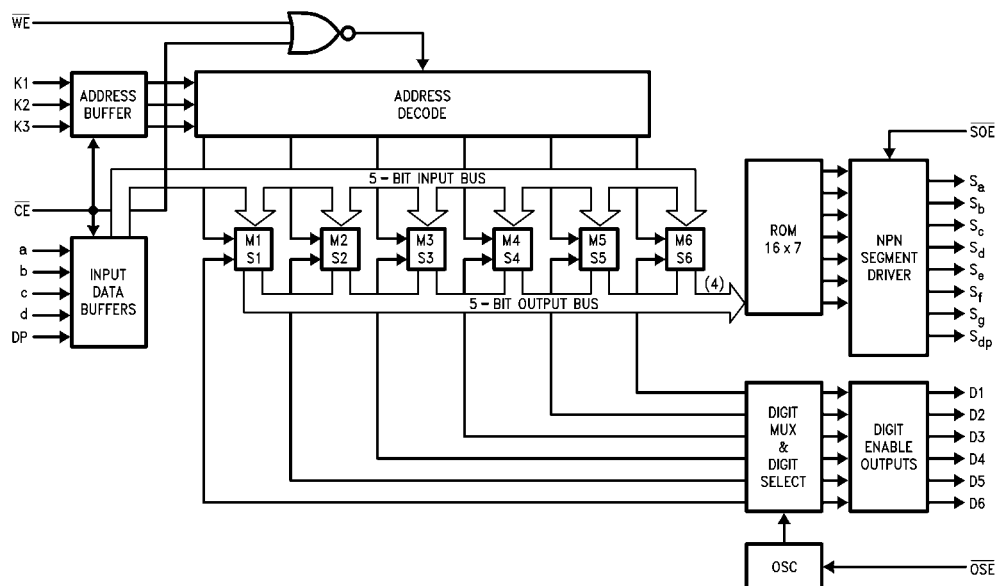 WE
K1
K2
K3
ADDRESS
BUFFER
ADDRESS
DECODE
SOE
5-BIT INPUT BUS
CE
a
b
c
d
DP
INPUT
DATA
BUFFERS
M1
S1
M2
S2
M3
S3
M4
S4
M5
S5
M6
S6
(4)
5-BIT OUTPUT BUS
ROM
16 x 7
NPN
SEGMENT
DRIVER
Sa
Sb
Sc
Sd
Se
Sf
Sg
Sdp
DIGIT
MUX
&
DIGIT
SELECT
DIGIT
ENABLE
OUTPUTS
D1
D2
D3
D4
D5
D6
OSC
OSE